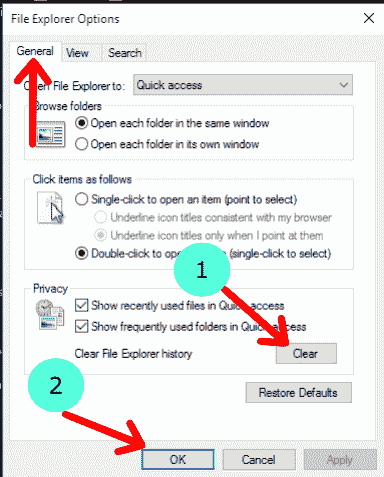 File Explorer Options
General View Search
Open File Explorer to: Quick access
Browse folders
Open each folder in the same window
Open each folder in its own window
Click items as follows
Single-click to open an item (point to select)
Underline icon titles consistent with my browser
Underline icon titles only when I point at them
Double-click to open (single-click to select)
1
Privacy
Show recently used files in Quick access
Show frequently used folders in Quick access
Clear File Explorer history Clear
2
Restore Defaults
OK Cancel Apply